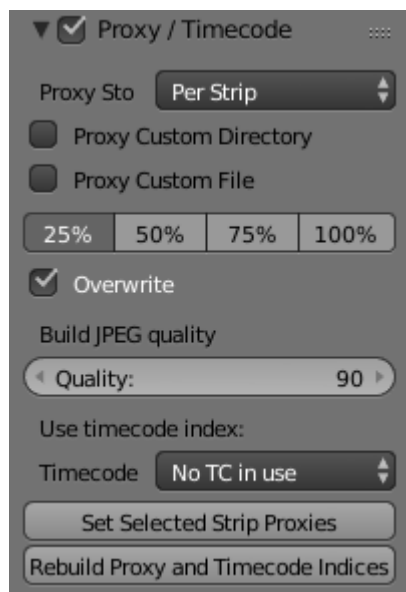 Proxy / Timecode
Proxy Sto Per Strip
Proxy Custom Directory
Proxy Custom File
25% 50% 75% 100%
Overwrite
Build JPEG quality
Quality: 90
Use timecode index:
Timecode No TC in use
Set Selected Strip Proxies
Rebuild Proxy and Timecode Indices